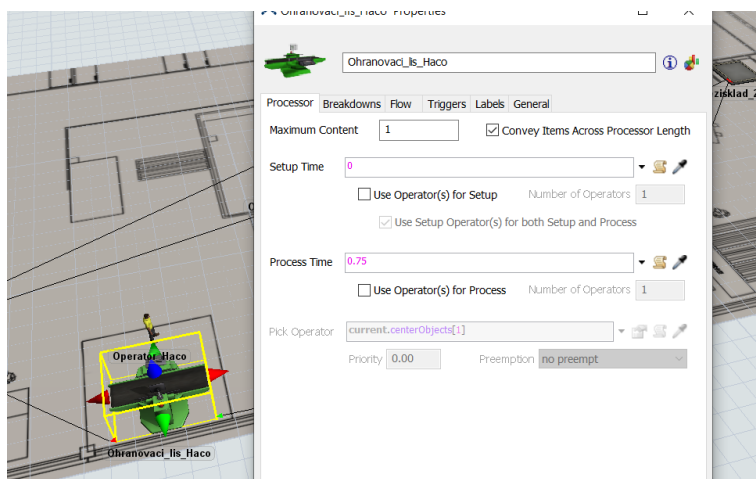 Ohranovaci_lis_Haco Properties
Ohranovaci_lis_Haco
Processor Breakdowns Flow Triggers Labels General
Maximum Content 1 Convey Items Across Processor Length
Setup Time 0
Use Operator(s) for Setup Number of Operators 1
Use Setup Operator(s) for both Setup and Process
Process Time 0.75
Use Operator(s) for Process Number of Operators 1
Pick Operator current.centerObjects[1]
Priority 0.00 Preemption no preempt
Operator_Haco
Ohranovaci_lis_Haco